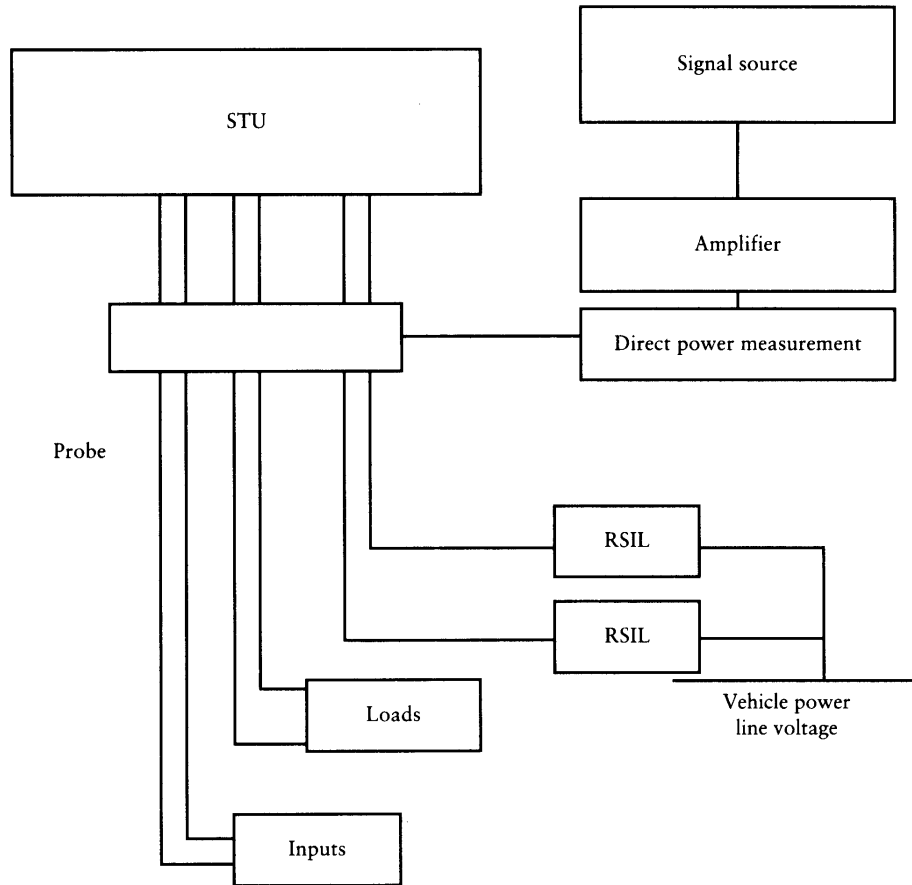 Signal source
STU
Amplifier
Direct power measurement
Probe
RSIL
RSIL
Loads
Vehicle power
line voltage
Inputs